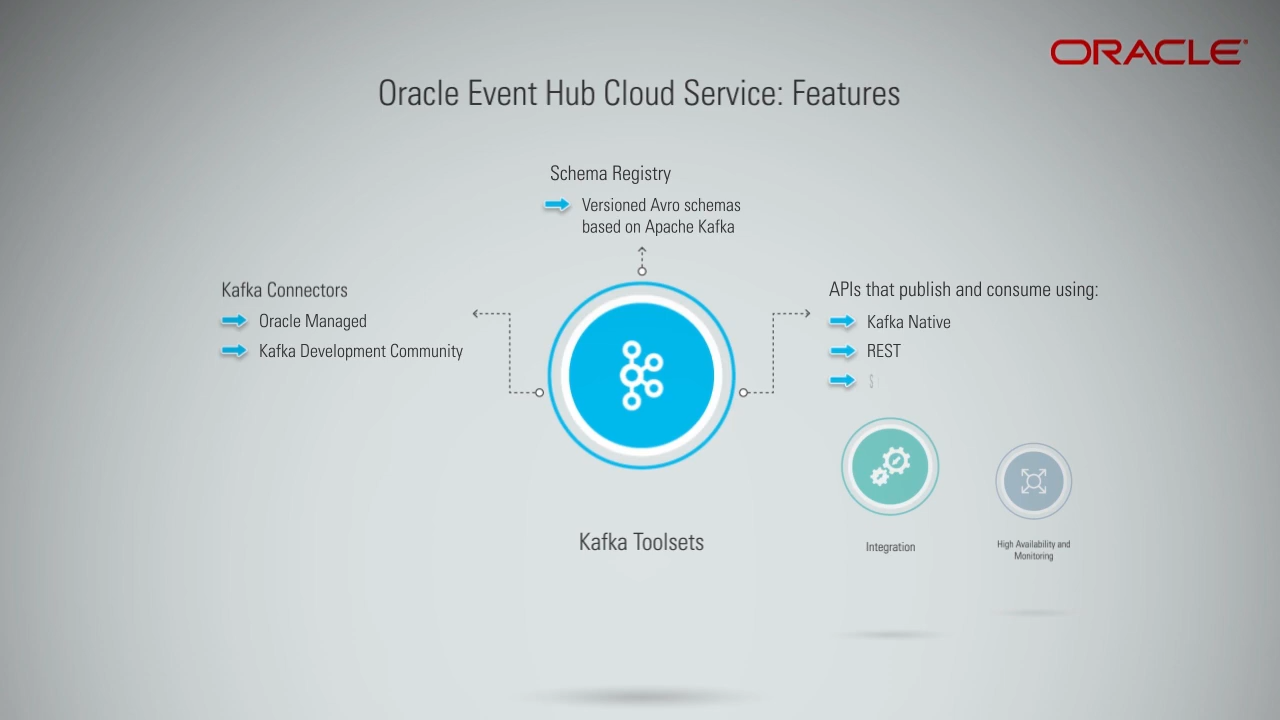 ORACLE
Oracle Event Hub Cloud Service: Features
Schema Registry
Versioned Avro schemas
based on Apache Kafka
Kafka Connectors
Oracle Managed
Kafka Development Community
APIs that publish and consume using:
Kafka Native
REST
Kafka Toolsets
Integration
High Availability and
Monitoring